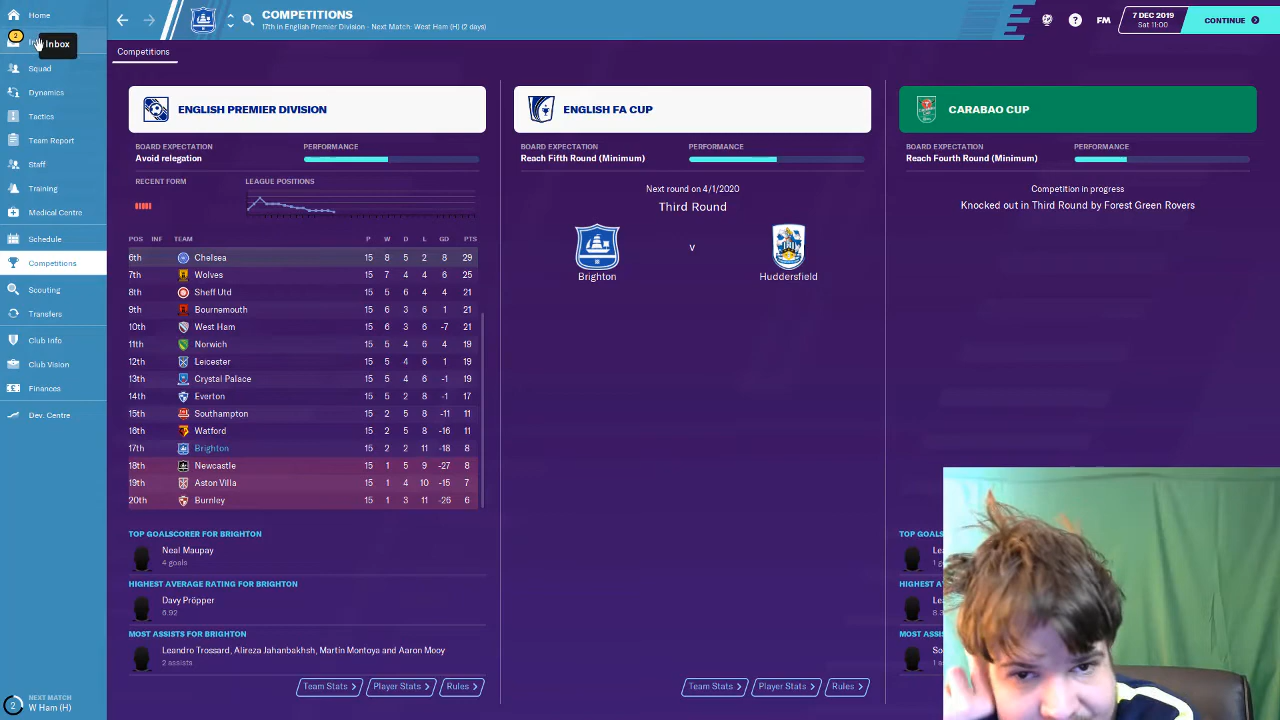 Home
COMPETITIONS
17th in English Premier Division - Next Match: West Ham (H) (2 days)
?
FM
7 DEC 2019
Sat 11:00
CONTINUE
2
Inbox
Competitions
Squad
Dynamics
Tactics
Team Report
Staff
Training
Medical Centre
Schedule
Competitions
Scouting
Transfers
Club Info
Club Vision
Finances
Dev. Centre
2
NEXT MATCH
W Ham (H)
ENGLISH PREMIER DIVISION
BOARD EXPECTATION
Avoid relegation
PERFORMANCE
RECENT FORM
LEAGUE POSITIONS
POS INF TEAM P W D L GD PTS
6th Chelsea 15 8 5 2 8 29
7th Wolves 15 7 4 4 6 25
8th Sheff Utd 15 5 6 4 4 21
9th Bournemouth 15 6 3 6 1 21
10th West Ham 15 6 3 6 -7 21
11th Norwich 15 5 4 6 4 19
12th Leicester 15 5 4 6 1 19
13th Crystal Palace 15 5 4 6 -1 19
14th Everton 15 5 2 8 -1 17
15th Southampton 15 2 5 8 -11 11
16th Watford 15 2 5 8 -16 11
17th Brighton 15 2 2 11 -18 8
18th Newcastle 15 1 5 9 -27 8
19th Aston Villa 15 1 4 10 -15 7
20th Burnley 15 1 3 11 -26 6
TOP GOALSCORER FOR BRIGHTON
Neal Maupay
4 goals
HIGHEST AVERAGE RATING FOR BRIGHTON
Davy Pröpper
6.92
MOST ASSISTS FOR BRIGHTON
Leandro Trossard, Alireza Jahanbakhsh, Martín Montoya and Aaron Mooy
2 assists
Team Stats
Player Stats
Rules
ENGLISH FA CUP
BOARD EXPECTATION
Reach Fifth Round (Minimum)
PERFORMANCE
Next round on 4/1/2020
Third Round
v
Brighton
Huddersfield
Team Stats
Player Stats
Rules
CARABAO CUP
BOARD EXPECTATION
Reach Fourth Round (Minimum)
PERFORMANCE
Competition in progress
Knocked out in Third Round by Forest Green Rovers